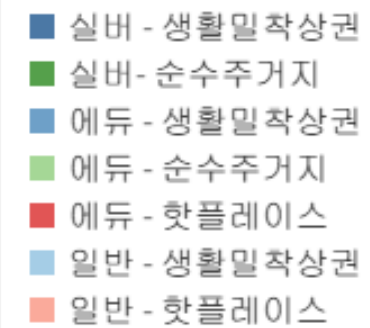 실버 - 생활밀착상권
실버- 순수주거지
에듀 - 생활밀착상권
에듀 - 순수주거지
에듀 - 핫플레이스
일반 - 생활밀착상권
일반 - 핫플레이스